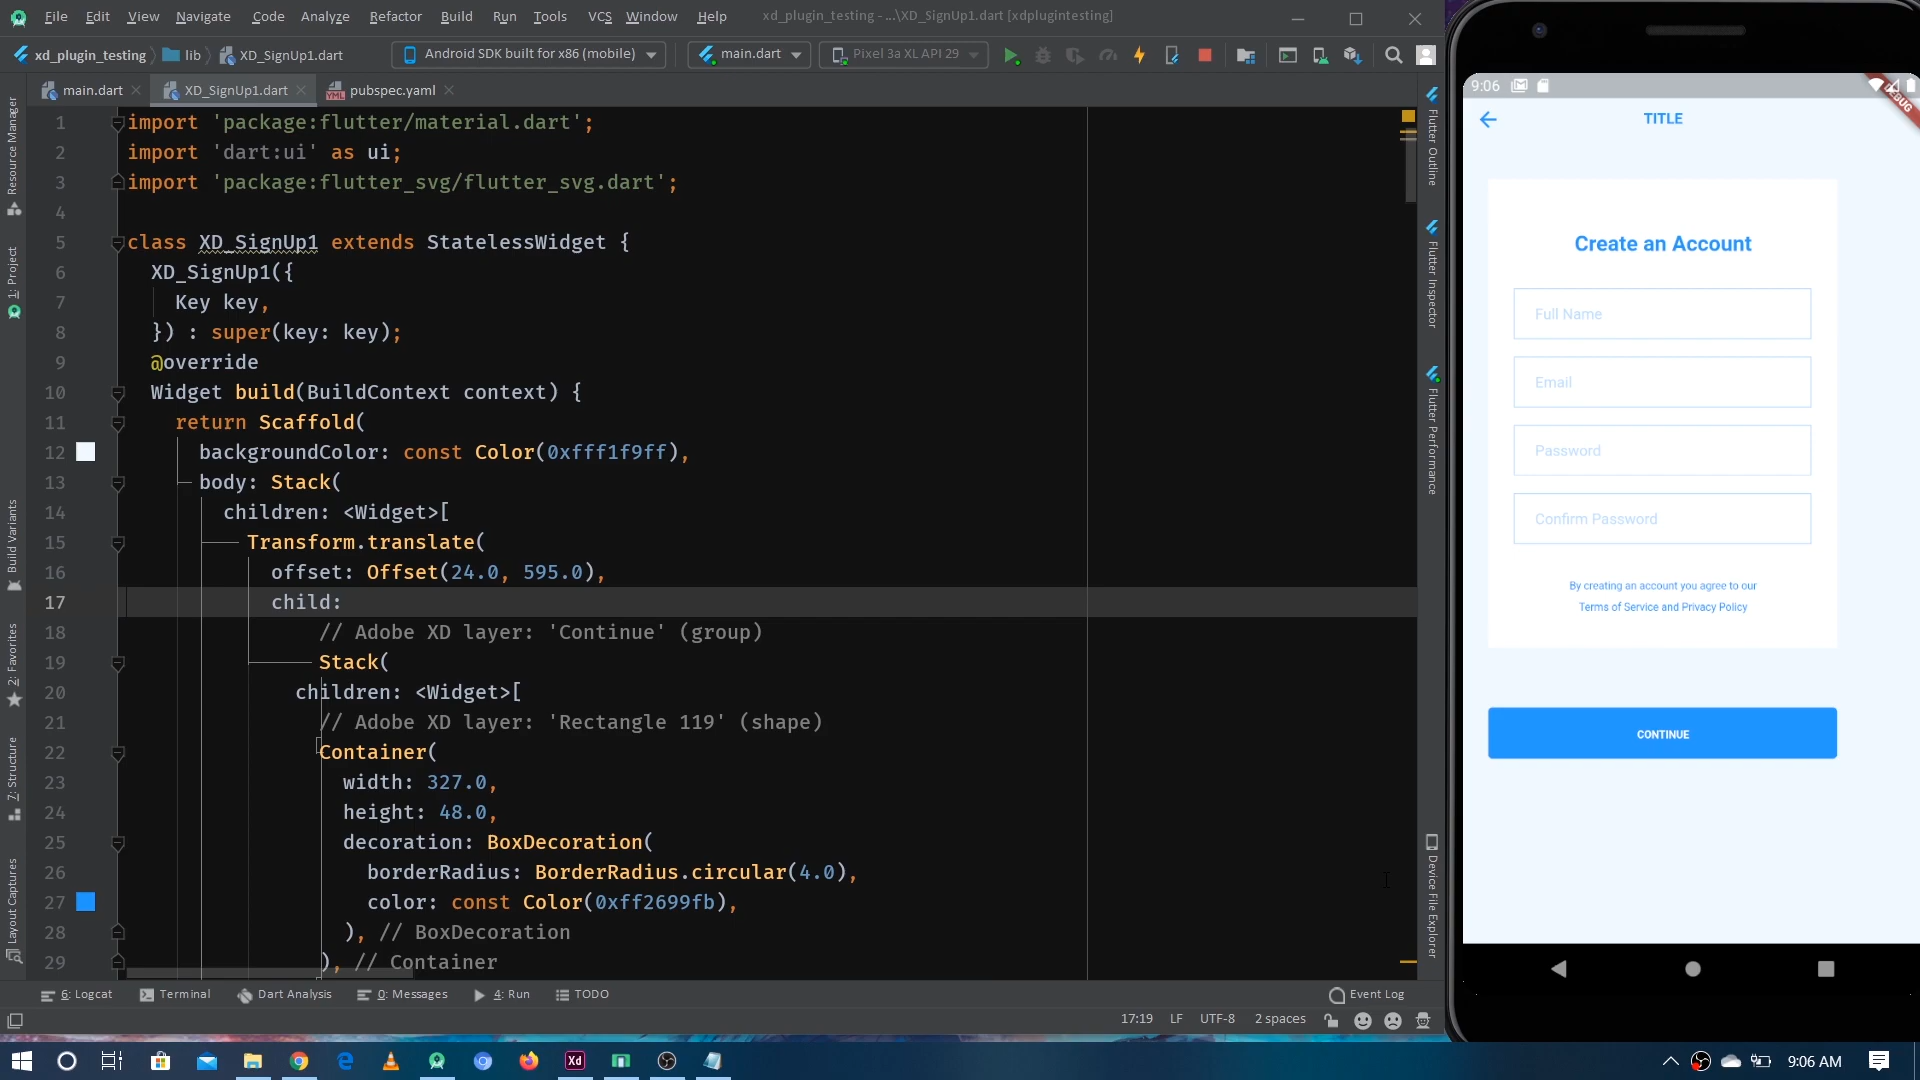 File Edit View Navigate Code Analyze Refactor Build Run Tools VCS Window Help xd_plugin_testing - ...\XD_SignUp1.dart [xdplugintesting]
xd_plugin_testing lib XD_SignUp1.dart Android SDK built for x86 (mobile) main.dart Pixel 3a XL API 29
main.dart XD_SignUp1.dart pubspec.yaml
1 import 'package:flutter/material.dart';
2 import 'dart:ui' as ui;
3 import 'package:flutter_svg/flutter_svg.dart';
4
5 class XD_SignUp1 extends StatelessWidget {
6 XD_SignUp1({
7 Key key,
8 }) : super(key: key);
9 @override
10 Widget build(BuildContext context) {
11 return Scaffold(
12 backgroundColor: const Color(0xfff1f9ff),
13 body: Stack(
14 children: <Widget>[
15 Transform.translate(
16 offset: Offset(24.0, 595.0),
17 child:
18 // Adobe XD layer: 'Continue' (group)
19 Stack(
20 children: <Widget>[
21 // Adobe XD layer: 'Rectangle 119' (shape)
22 Container(
23 width: 327.0,
24 height: 48.0,
25 decoration: BoxDecoration(
26 borderRadius: BorderRadius.circular(4.0),
27 color: const Color(0xff2699fb),
28 ), // BoxDecoration
29 ), // Container
Resource Manager
1: Project
Build Variants
2: Favorites
7: Structure
Layout Captures
Flutter Outline
Flutter Inspector
Flutter Performance
Device File Explorer
6: Logcat Terminal Dart Analysis 0: Messages 4: Run TODO Event Log
17:19 LF UTF-8 2 spaces
9:06
DEBUG
TITLE
Create an Account
Full Name
Email
Password
Confirm Password
By creating an account you agree to our
Terms of Service and Privacy Policy
CONTINUE
Xd
9:06 AM